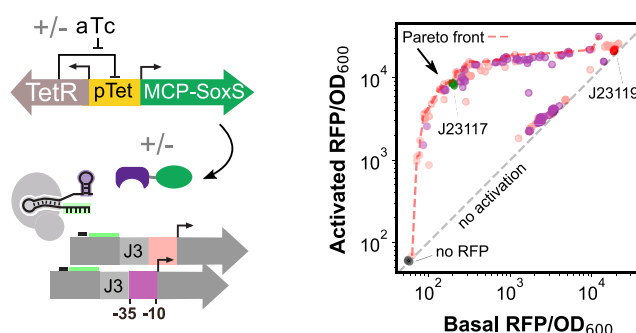 +/- aTc
TetR pTet MCP-SoxS
+/-
J3
J3
-35 -10
Activated RFP/OD600
10^4
10^3
10^2
Pareto front
J23117
J23119
no activation
no RFP
10^2 10^3 10^4
Basal RFP/OD600